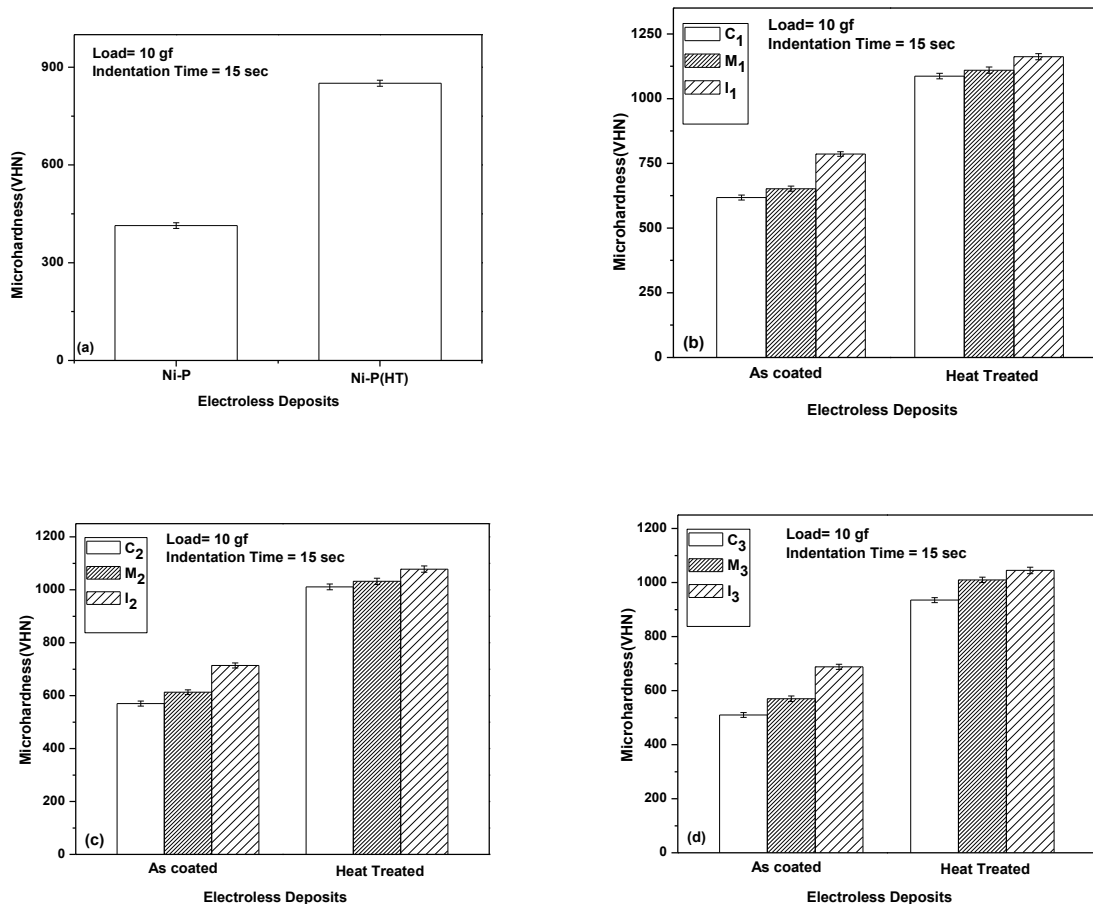 Load= 10 gf
Indentation Time = 15 sec
900
600
300
0
Microhardness(VHN)
(a)
Ni-P
Ni-P(HT)
Electroless Deposits
C1
M1
I1
Load= 10 gf
Indentation Time = 15 sec
1250
1000
750
500
250
0
Microhardness(VHN)
(b)
As coated
Heat Treated
Electroless Deposits
C2
M2
I2
Load= 10 gf
Indentation Time = 15 sec
1200
1000
800
600
400
200
0
Microhardness(VHN)
(c)
As coated
Heat Treated
Electroless Deposits
C3
M3
I3
Load= 10 gf
Indentation Time = 15 sec
1200
1000
800
600
400
200
0
Microhardness(VHN)
(d)
As coated
Heat Treated
Electroless Deposits